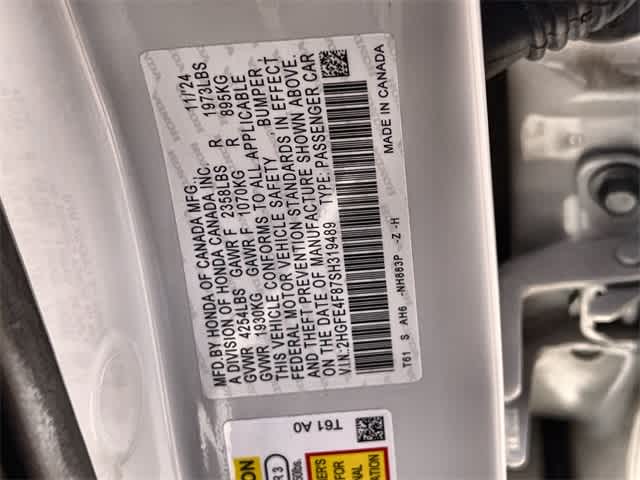 MFD.BY HONDA OF CANADA MFG. 11/24
A DIVISION OF HONDA CANADA INC.
GVWR 4254LBS GAWR F 2358LBS R 1973LBS
GVWR 1930KG GAWR F 1070KG R 895KG
THIS VEHICLE CONFORMS TO ALL APPLICABLE
FEDERAL MOTOR VEHICLE SAFETY BUMPER,
AND THEFT PREVENTION STANDARDS IN EFFECT
ON THE DATE OF MANUFACTURE SHOWN ABOVE.
V.I.N:2HGFE4F87SH319489 TYPE: PASSENGER CAR
T61 S AH6 -NH883P -Z -H
MADE IN CANADA
T61 A0